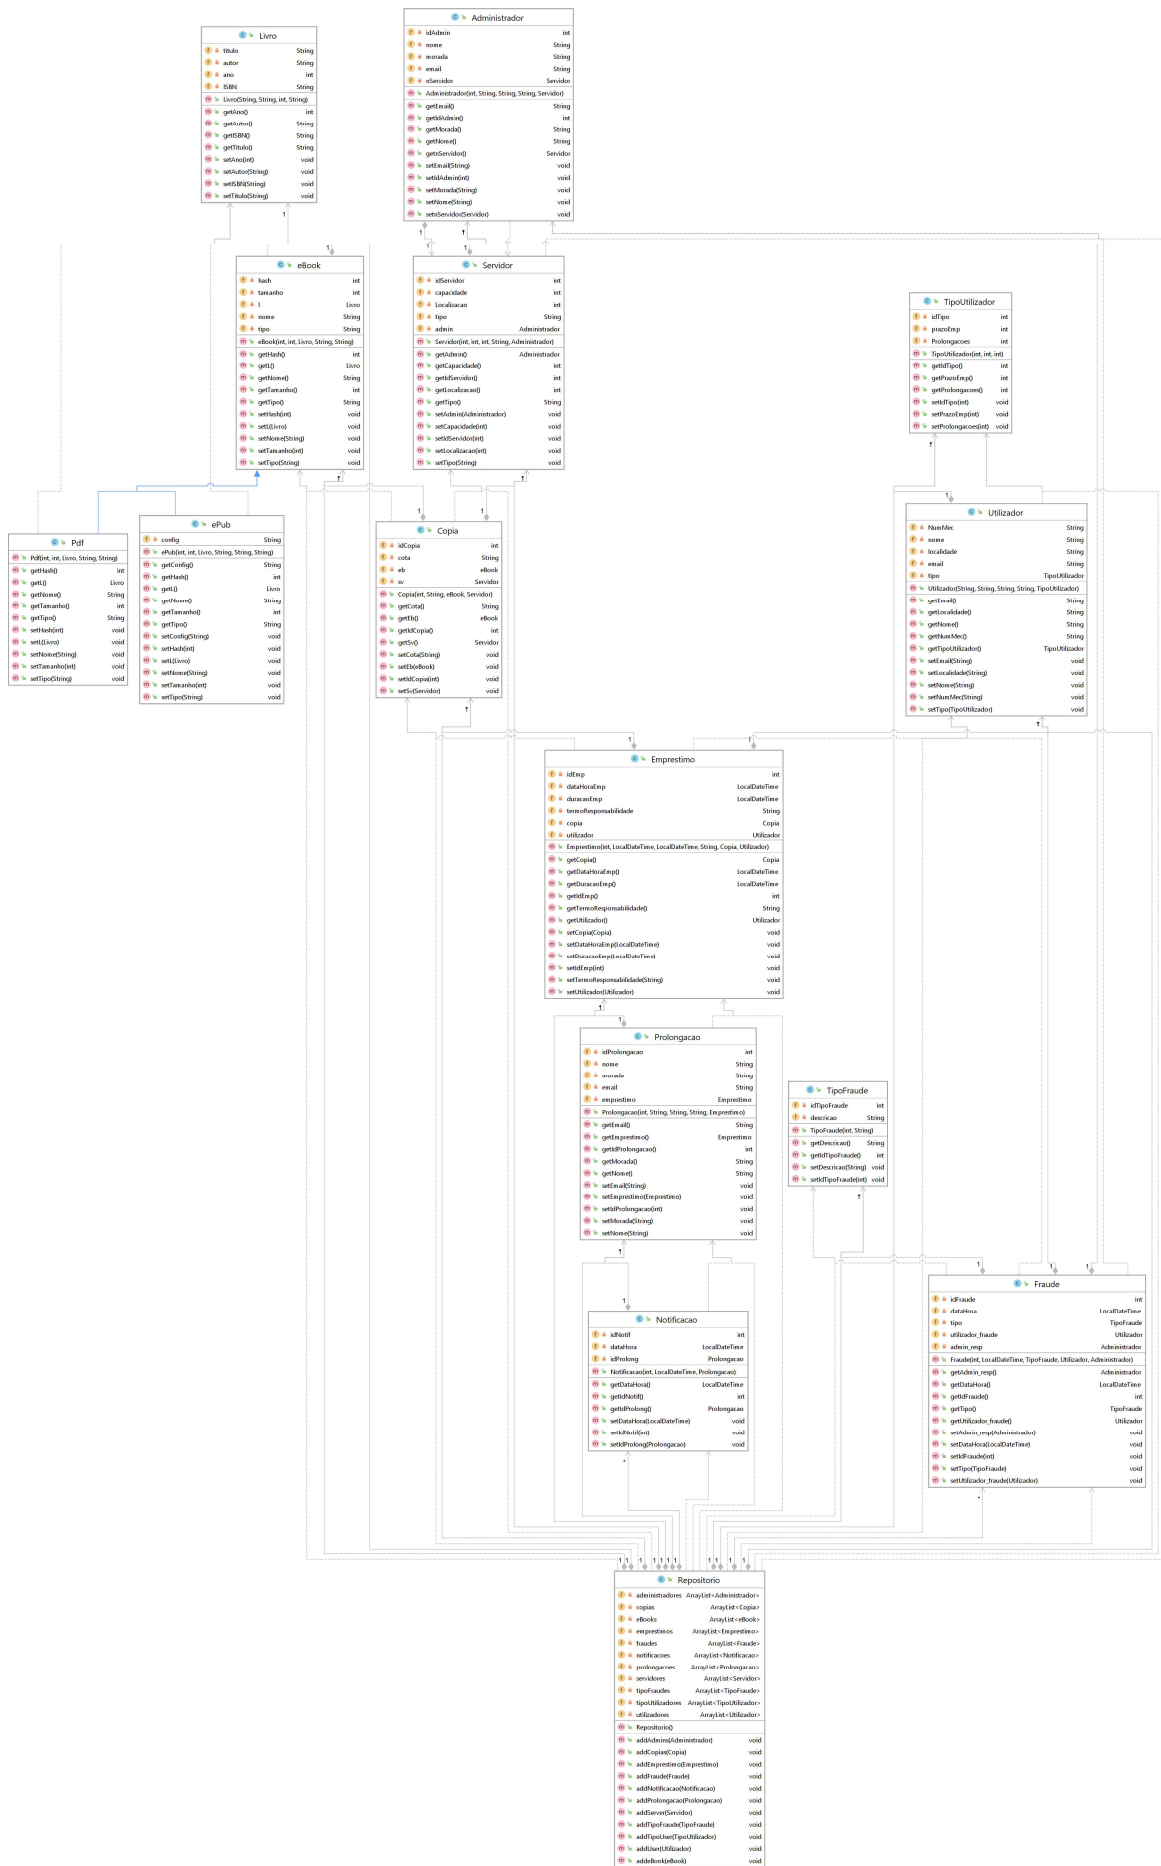 Administrador
idAdmin int
nome String
morada String
email String
nServidor Servidor
Administrador(int, String, String, String, Servidor)
getEmail() String
getIdAdmin() int
getMorada() String
getNome() String
getnServidor() Servidor
setEmail(String) void
setIdAdmin(int) void
setMorada(String) void
setNome(String) void
setnServidor(Servidor) void
Livro
titulo String
autor String
ano int
ISBN String
Livro(String, String, int, String)
getAno() int
getAutor() String
getISBN() String
getTitulo() String
setAno(int) void
setAutor(String) void
setISBN(String) void
setTitulo(String) void
eBook
hash int
tamanho int
l Livro
nome String
tipo String
eBook(int, int, Livro, String, String)
getHash() int
getL() Livro
getNome() String
getTamanho() int
getTipo() String
setHash(int) void
setL(Livro) void
setNome(String) void
setTamanho(int) void
setTipo(String) void
Servidor
idServidor int
capacidade int
Localizacao int
tipo String
admin Administrador
Servidor(int, int, int, String, Administrador)
getAdmin() Administrador
getCapacidade() int
getIdServidor() int
getLocalizacao() int
getTipo() String
setAdmin(Administrador) void
setCapacidade(int) void
setIdServidor(int) void
setLocalizacao(int) void
setTipo(String) void
TipoUtilizador
idTipo int
prazoEmp int
Prolongacoes int
TipoUtilizador(int, int, int)
getIdTipo() int
getPrazoEmp() int
getProlongacoes() int
setIdTipo(int) void
setPrazoEmp(int) void
setProlongacoes(int) void
Pdf
Pdf(int, int, Livro, String, String)
getHash() int
getL() Livro
getNome() String
getTamanho() int
getTipo() String
setHash(int) void
setL(Livro) void
setNome(String) void
setTamanho(int) void
setTipo(String) void
ePub
config String
ePub(int, int, Livro, String, String, String)
getConfig() String
getHash() int
getL() Livro
getNome() String
getTamanho() int
getTipo() String
setConfig(String) void
setHash(int) void
setL(Livro) void
setNome(String) void
setTamanho(int) void
setTipo(String) void
Copia
idCopia int
cota String
eb eBook
sv Servidor
Copia(int, String, eBook, Servidor)
getCota() String
getEb() eBook
getIdCopia() int
getSv() Servidor
setCota(String) void
setEb(eBook) void
setIdCopia(int) void
setSv(Servidor) void
Utilizador
NumMec String
nome String
localidade String
email String
tipo TipoUtilizador
Utilizador(String, String, String, String, TipoUtilizador)
getEmail() String
getLocalidade() String
getNome() String
getNumMec() String
getTipoUtilizador() TipoUtilizador
setEmail(String) void
setLocalidade(String) void
setNome(String) void
setNumMec(String) void
setTipo(TipoUtilizador) void
Emprestimo
idEmp int
dataHoraEmp LocalDateTime
duracaoEmp LocalDateTime
termoResponsabilidade String
copia Copia
utilizador Utilizador
Emprestimo(int, LocalDateTime, LocalDateTime, String, Copia, Utilizador)
getCopia() Copia
getDataHoraEmp() LocalDateTime
getDuracaoEmp() LocalDateTime
getIdEmp() int
getTermoResponsabilidade() String
getUtilizador() Utilizador
setCopia(Copia) void
setDataHoraEmp(LocalDateTime) void
setDuracaoEmp(LocalDateTime) void
setIdEmp(int) void
setTermoResponsabilidade(String) void
setUtilizador(Utilizador) void
Prolongacao
idProlongacao int
nome String
morada String
email String
emprestimo Emprestimo
Prolongacao(int, String, String, String, Emprestimo)
getEmail() String
getEmprestimo() Emprestimo
getIdProlongacao() int
getMorada() String
getNome() String
setEmail(String) void
setEmprestimo(Emprestimo) void
setIdProlongacao(int) void
setMorada(String) void
setNome(String) void
TipoFraude
idTipoFraude int
descricao String
TipoFraude(int, String)
getDescricao() String
getIdTipoFraude() int
setDescricao(String) void
setIdTipoFraude(int) void
Fraude
idFraude int
dataHora LocalDateTime
tipo TipoFraude
utilizador_fraude Utilizador
admin_resp Administrador
Fraude(int, LocalDateTime, TipoFraude, Utilizador, Administrador)
getAdmin_resp() Administrador
getDataHora() LocalDateTime
getIdFraude() int
getTipo() TipoFraude
getUtilizador_fraude() Utilizador
setAdmin_resp(Administrador) void
setDataHora(LocalDateTime) void
setIdFraude(int) void
setTipo(TipoFraude) void
setUtilizador_fraude(Utilizador) void
Notificacao
idNotif int
dataHora LocalDateTime
idProlong Prolongacao
Notificacao(int, LocalDateTime, Prolongacao)
getDataHora() LocalDateTime
getIdNotif() int
getIdProlong() Prolongacao
setDataHora(LocalDateTime) void
setIdNotif(int) void
setIdProlong(Prolongacao) void
Repositorio
administradores ArrayList<Administrador>
copias ArrayList<Copia>
eBooks ArrayList<eBook>
emprestimos ArrayList<Emprestimo>
fraudes ArrayList<Fraude>
notificacoes ArrayList<Notificacao>
prolongacoes ArrayList<Prolongacao>
servidores ArrayList<Servidor>
tipoFraudes ArrayList<TipoFraude>
tipoUtilizadores ArrayList<TipoUtilizador>
utilizadores ArrayList<Utilizador>
Repositorio()
addAdmins(Administrador) void
addCopias(Copia) void
addEmprestimo(Emprestimo) void
addFraude(Fraude) void
addNotificacao(Notificacao) void
addProlongacao(Prolongacao) void
addServer(Servidor) void
addTipoFraude(TipoFraude) void
addTipoUser(TipoUtilizador) void
addUser(Utilizador) void
addeBook(eBook) void